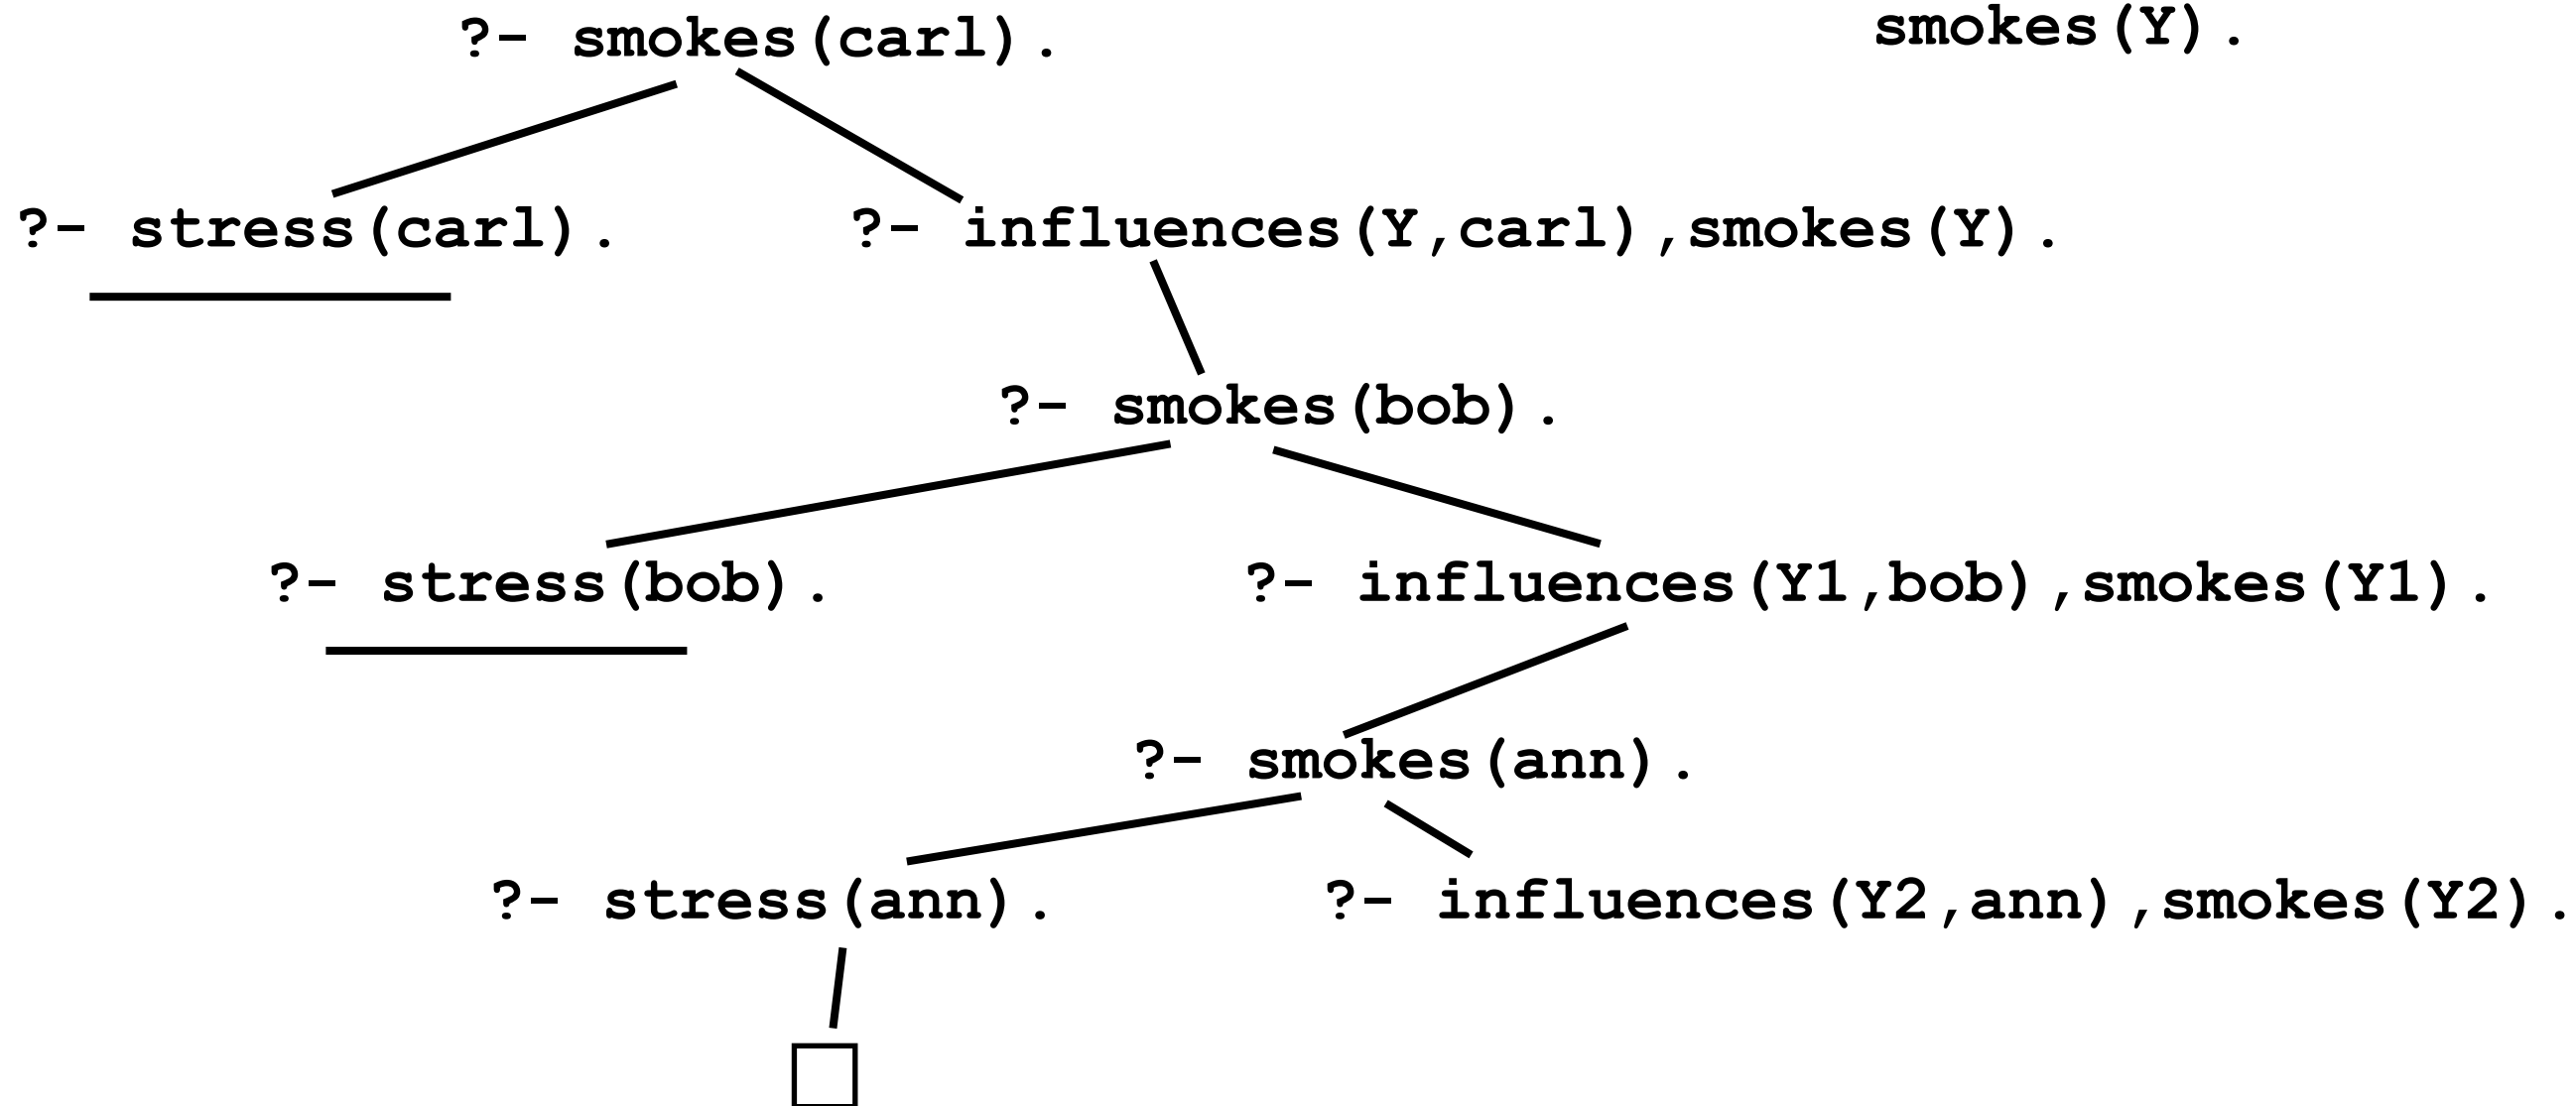 ?- smokes(carl).
smokes(Y).
?- stress(carl).
?- influences(Y,carl),smokes(Y).
?- smokes(bob).
?- stress(bob).
?- influences(Y1,bob),smokes(Y1).
?- smokes(ann).
?- stress(ann).
?- influences(Y2,ann),smokes(Y2).